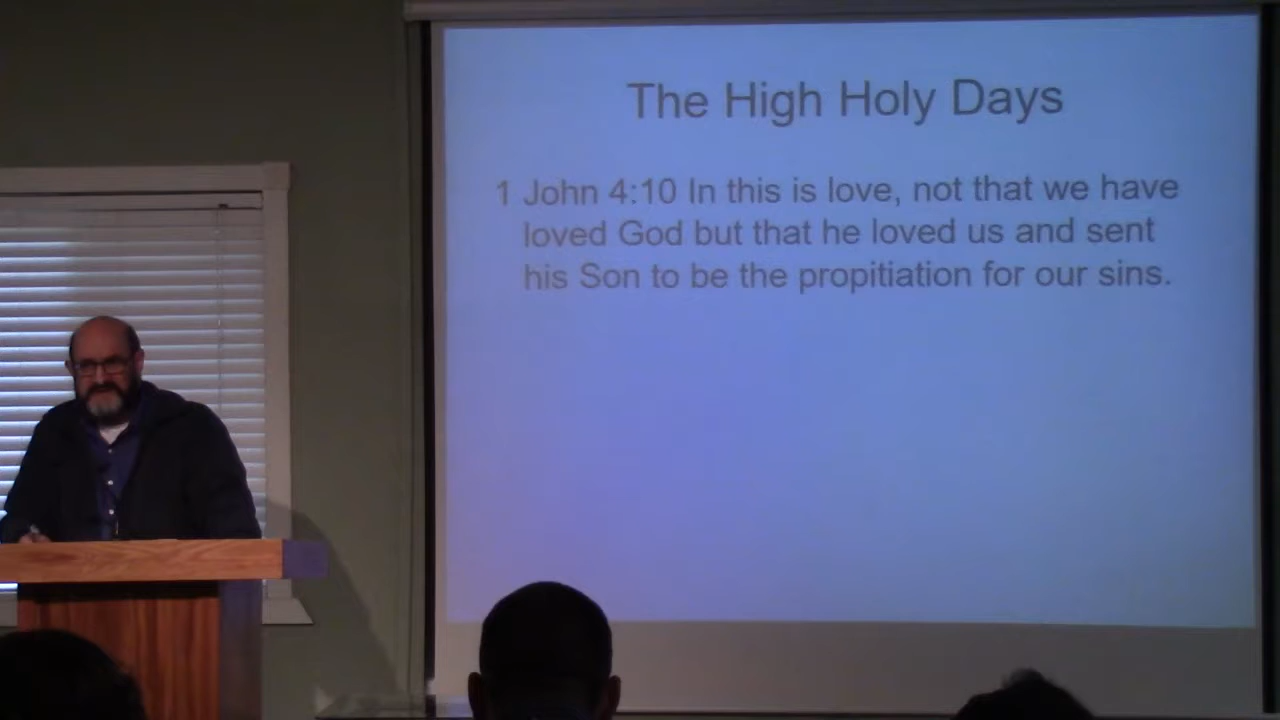 The High Holy Days
1 John 4:10 In this is love, not that we have
loved God but that he loved us and sent
his Son to be the propitiation for our sins.